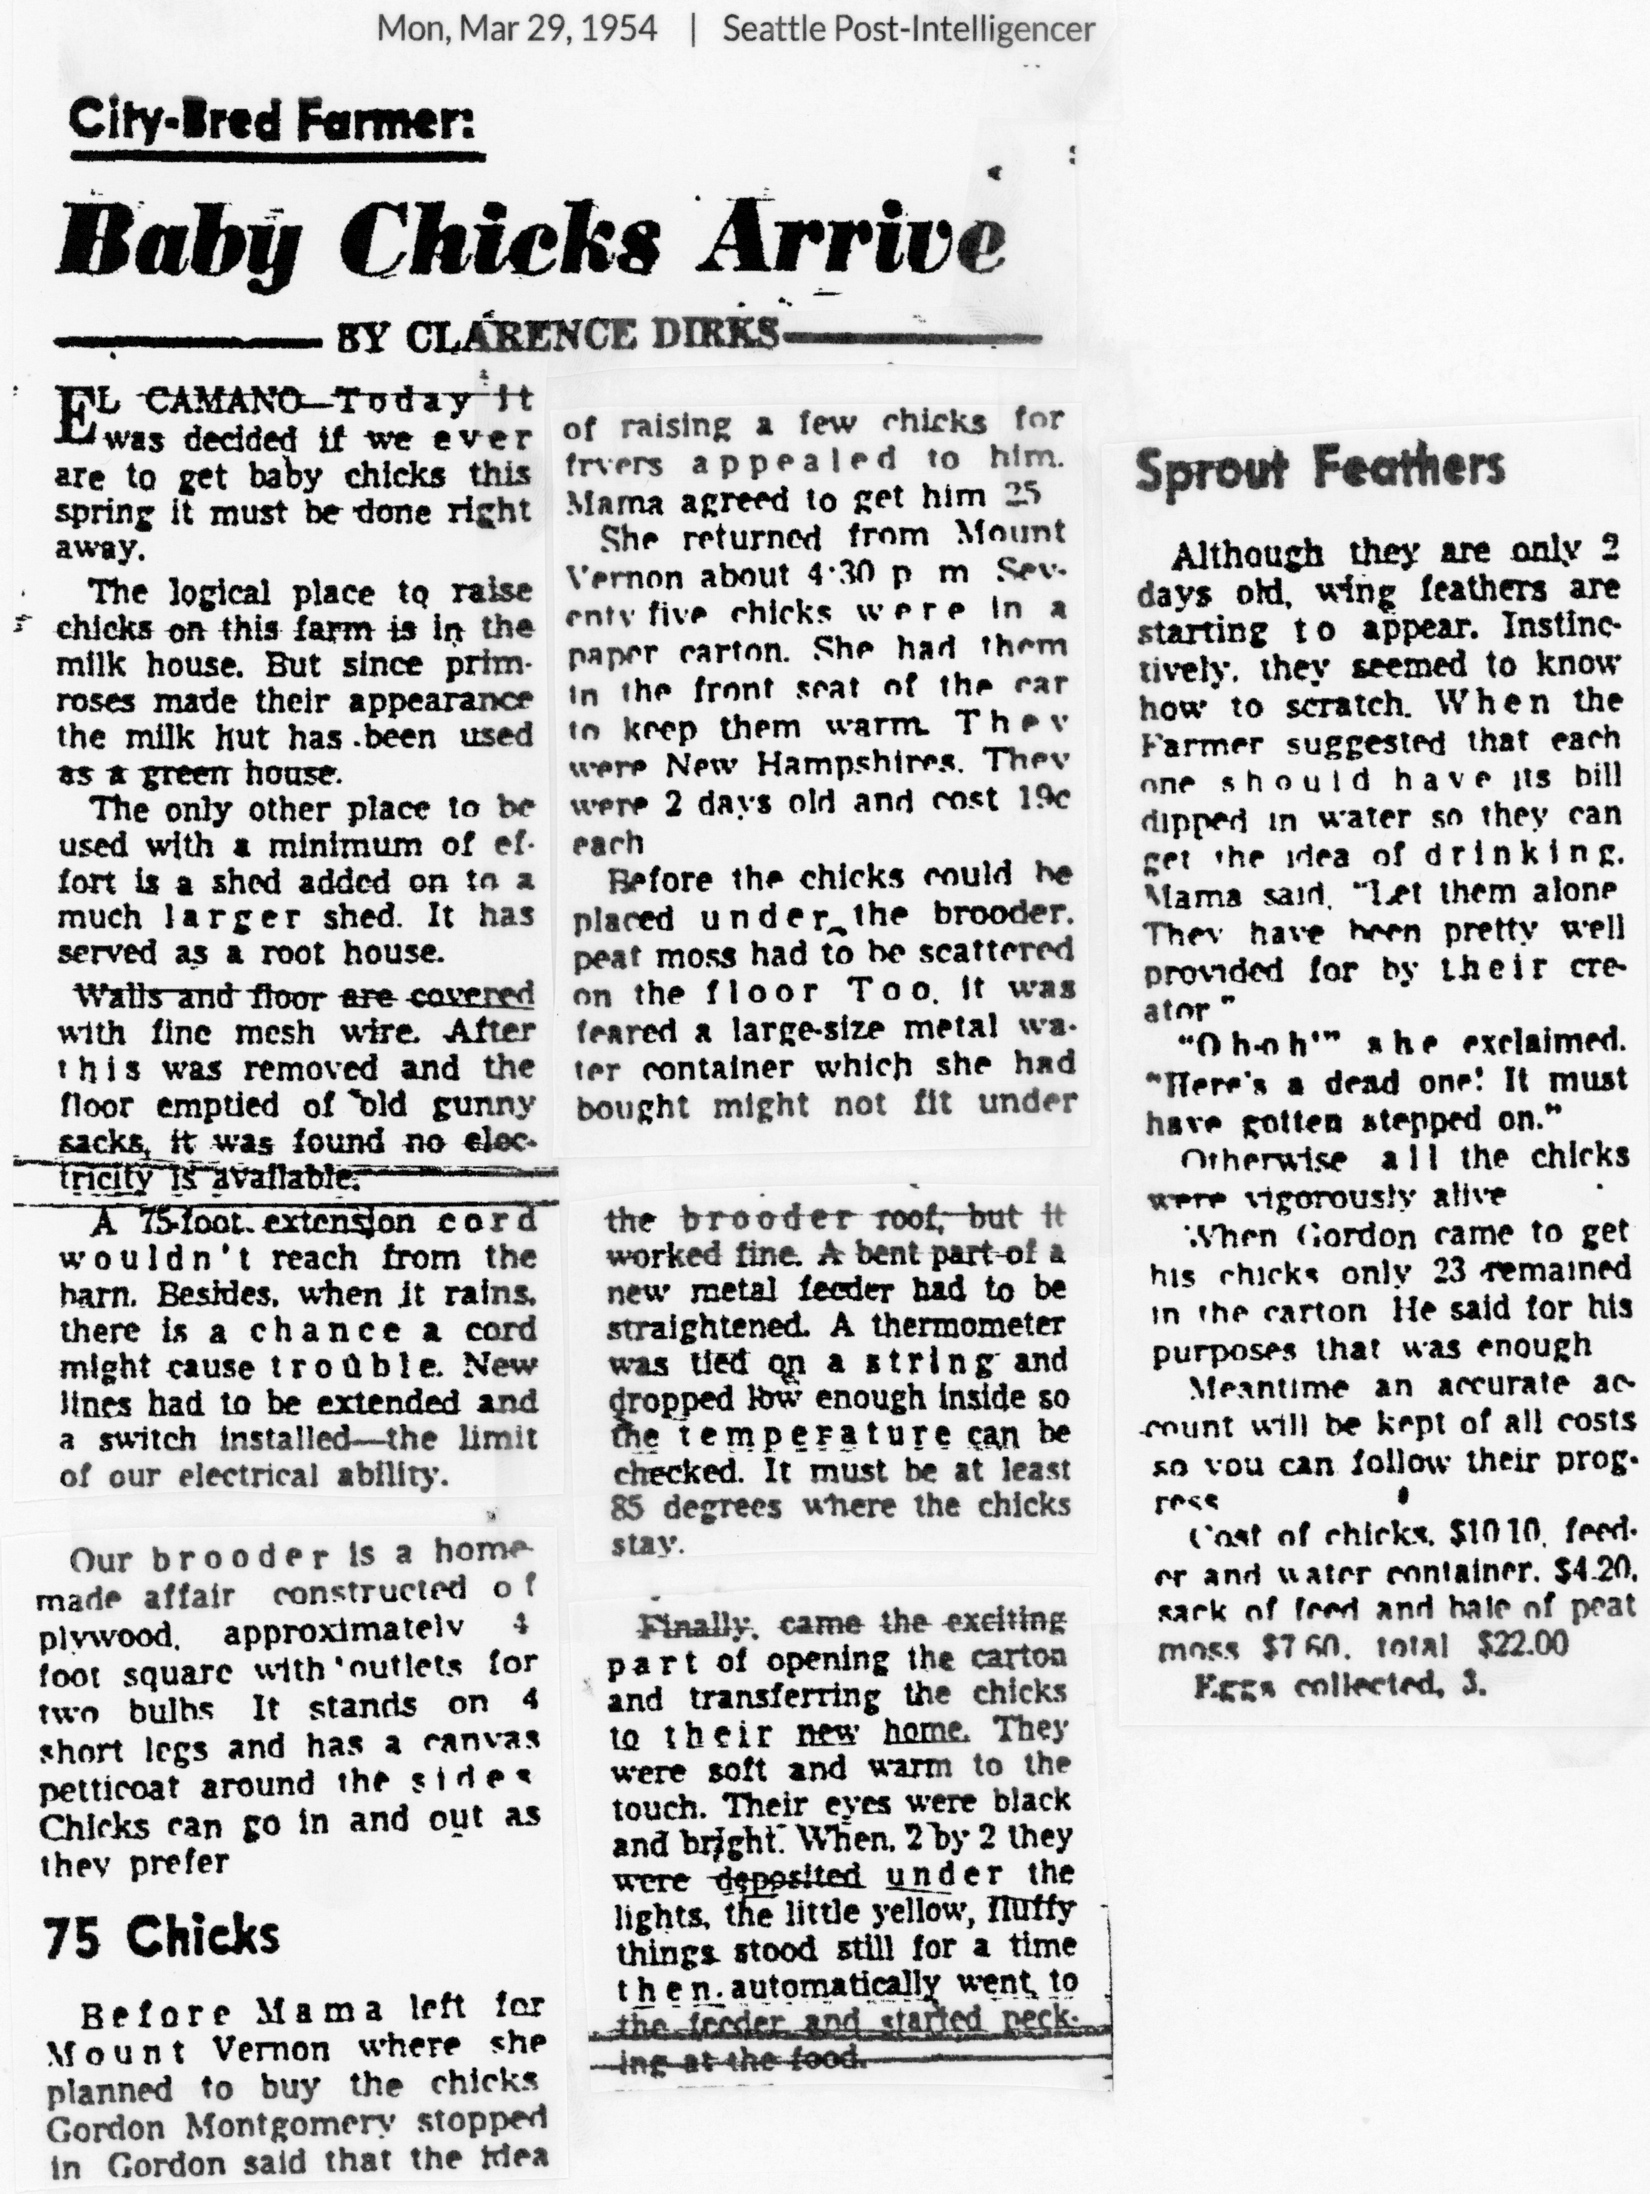 Mon, Mar 29, 1954 | Seattle Post-Intelligencer
City-Bred Farmer:
Baby Chicks Arrive
BY CLARENCE DIRKS
EL CAMANO—Today it
was decided if we ever
are to get baby chicks this
spring it must be done right
away.
The logical place to raise
chicks on this farm is in the
milk house. But since prim-
roses made their appearance
the milk hut has been used
as a green house.
The only other place to be
used with a minimum of ef-
fort is a shed added on to a
much larger shed. It has
served as a root house.
Walls and floor are covered
with fine mesh wire. After
this was removed and the
floor emptied of old gunny
sacks, it was found no elec-
tricity is available.
A 75-foot extension cord
wouldn't reach from the
barn. Besides, when it rains,
there is a chance a cord
might cause trouble. New
lines had to be extended and
a switch installed—the limit
of our electrical ability.
Our brooder is a home-
made affair constructed of
plywood, approximately 4
foot square with outlets for
two bulbs It stands on 4
short legs and has a canvas
petticoat around the sides
Chicks can go in and out as
they prefer
75 Chicks
Before Mama left for
Mount Vernon where she
planned to buy the chicks
Gordon Montgomery stopped
in Gordon said that the idea
of raising a few chicks for
fryers appealed to him.
Mama agreed to get him 25
She returned from Mount
Vernon about 4:30 p m Sev-
enty five chicks were in a
paper carton. She had them
in the front seat of the car
to keep them warm. They
were New Hampshires. They
were 2 days old and cost 19c
each
Before the chicks could be
placed under the brooder,
peat moss had to be scattered
on the floor Too, it was
feared a large-size metal wa-
ter container which she had
bought might not fit under
the brooder roof, but it
worked fine. A bent part of a
new metal feeder had to be
straightened. A thermometer
was tied on a string and
dropped low enough inside so
the temperature can be
checked. It must be at least
85 degrees where the chicks
stay.
Finally, came the exciting
part of opening the carton
and transferring the chicks
to their new home. They
were soft and warm to the
touch. Their eyes were black
and bright. When, 2 by 2 they
were deposited under the
lights, the little yellow, fluffy
things stood still for a time
then automatically went to
the feeder and started peck-
ing at the food.
Sprout Feathers
Although they are only 2
days old, wing feathers are
starting to appear. Instinc-
tively, they seemed to know
how to scratch. When the
Farmer suggested that each
one should have its bill
dipped in water so they can
get the idea of drinking,
Mama said, "Let them alone
They have been pretty well
provided for by their cre-
ator"
"Oh-oh!" she exclaimed.
"Here's a dead one! It must
have gotten stepped on."
Otherwise all the chicks
were vigorously alive
When Gordon came to get
his chicks only 23 remained
in the carton He said for his
purposes that was enough
Meantime an accurate ac-
count will be kept of all costs
so you can follow their prog-
ress
Cost of chicks, $10 10, feed-
er and water container, $4.20,
sack of feed and bale of peat
moss $7 60, total $22.00
Eggs collected, 3.